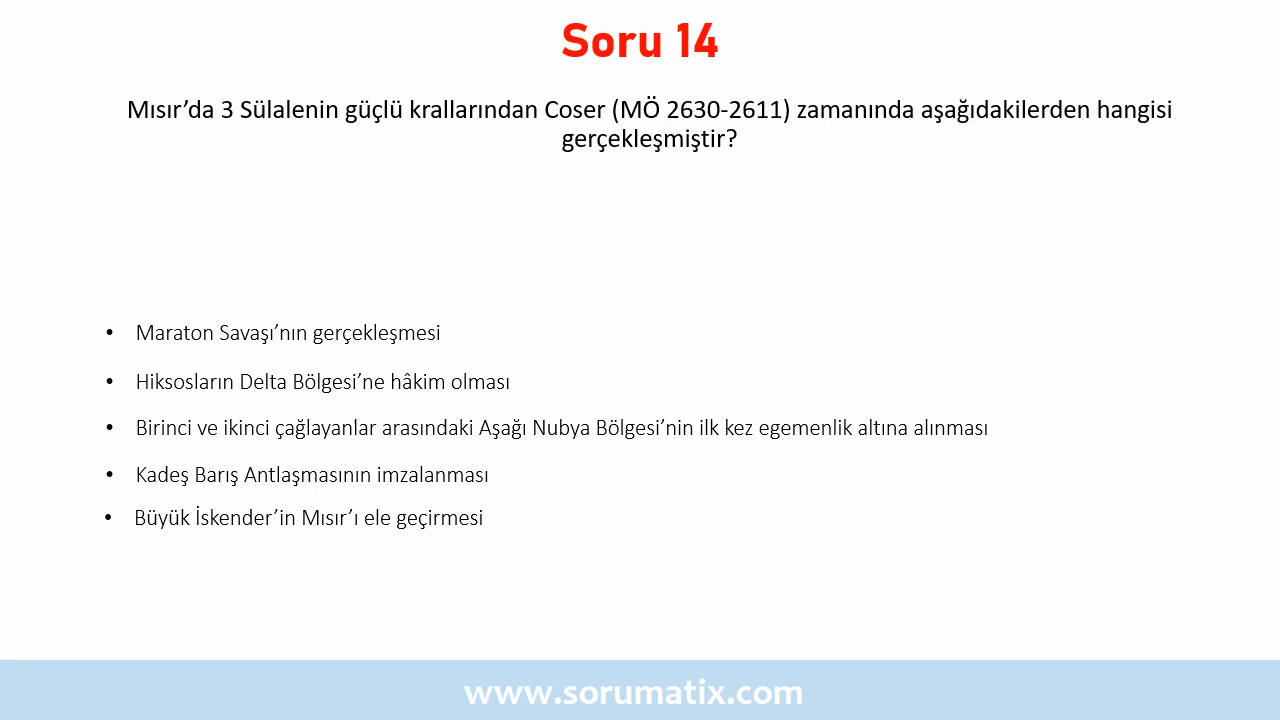 Soru 14
Mısır’da 3 Sülalenin güçlü krallarından Coser (MÖ 2630-2611) zamanında aşağıdakilerden hangisi
gerçekleşmiştir?
• Maraton Savaşı’nın gerçekleşmesi
• Hiksosların Delta Bölgesi’ne hâkim olması
• Birinci ve ikinci çağlayanlar arasındaki Aşağı Nubya Bölgesi’nin ilk kez egemenlik altına alınması
• Kadeş Barış Antlaşmasının imzalanması
• Büyük İskender’in Mısır’ı ele geçirmesi
www.sorumatix.com